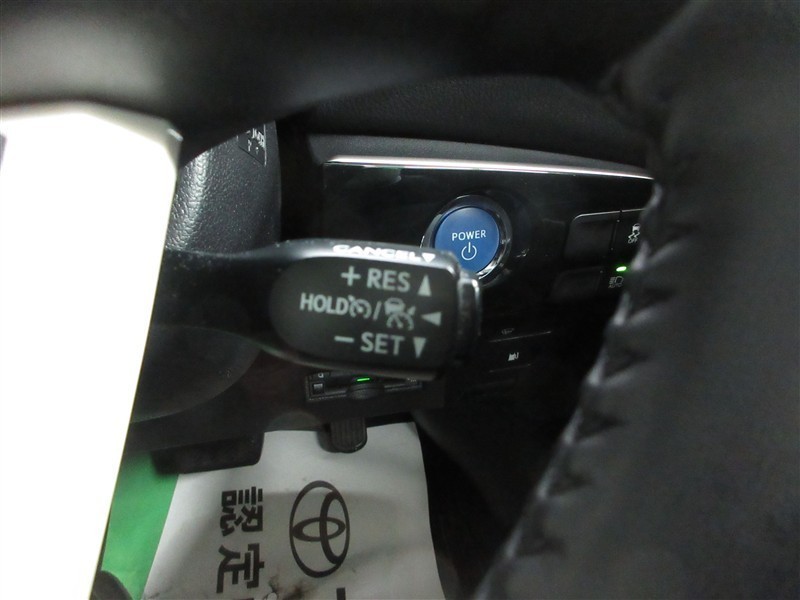 POWER
CANCEL
+ RES
HOLD /
− SET
認定